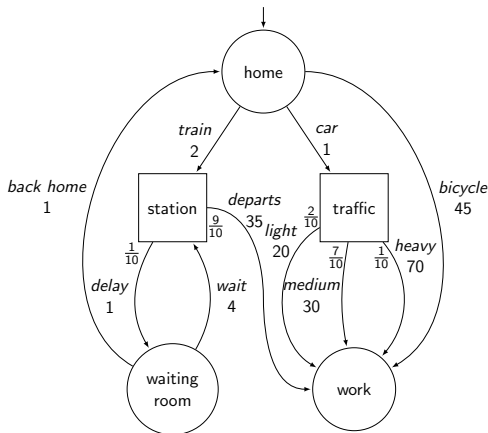 home
train
2
car
1
back home
1
station
departs
35
traffic
bicycle
45
9/10
2/10
light
20
1/10
7/10
1/10
heavy
70
delay
1
wait
4
medium
30
waiting
room
work